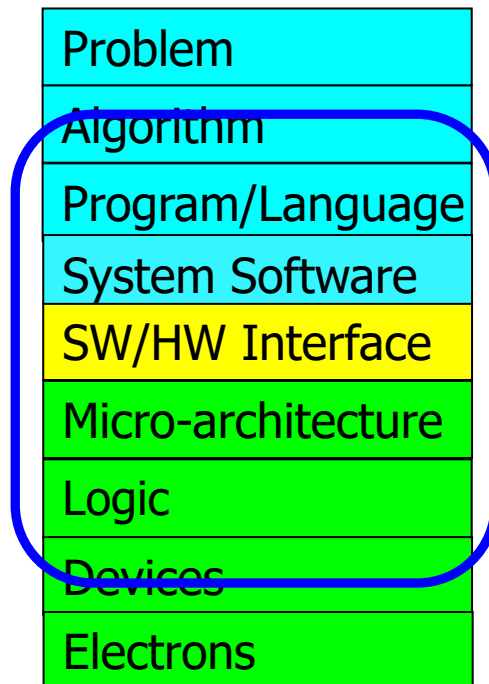 Problem
Algorithm
Program/Language
System Software
SW/HW Interface
Micro-architecture
Logic
Devices
Electrons